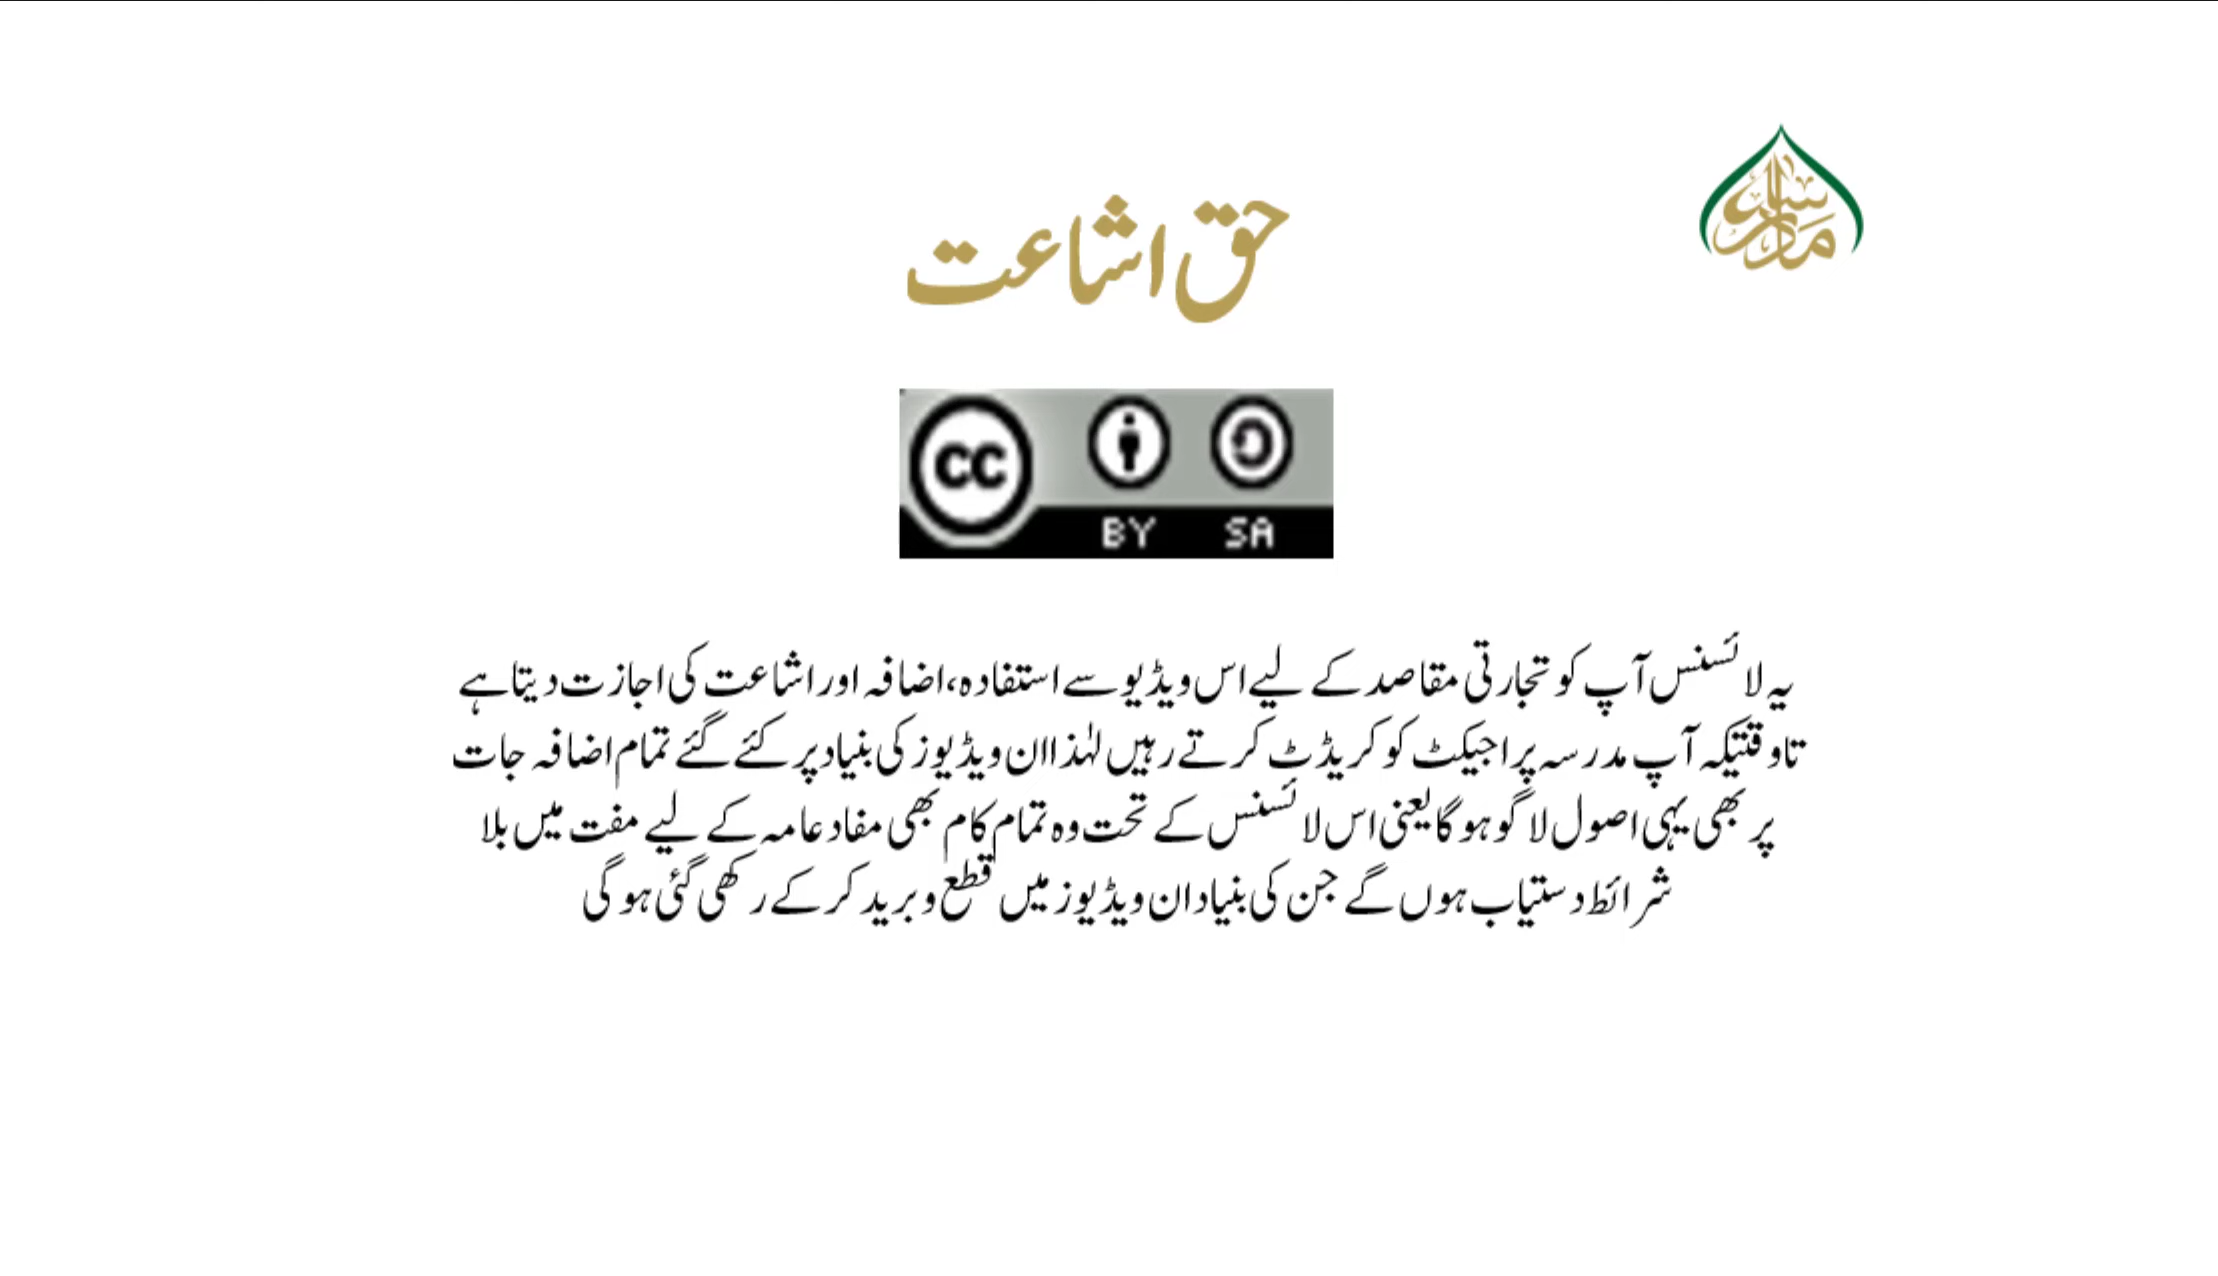 مدرسہ
حق اشاعت
cc
BY SA
یہ لائسنس آپ کو تجارتی مقاصد کے لیے اس ویڈیو سے استفادہ، اضافہ اور اشاعت کی اجازت دیتا ہے
تاوقتیکہ آپ مدرسہ پراجیکٹ کو کریڈٹ کرتے رہیں لہٰذا ان ویڈیوز کی بنیاد پر کئے گئے تمام اضافہ جات
پر بھی یہی اصول لاگو ہوگا یعنی اس لائسنس کے تحت وہ تمام کام بھی مفاد عامہ کے لیے مفت میں بلا
شرائط دستیاب ہوں گے جن کی بنیاد ان ویڈیوز میں قطع و برید کر کے رکھی گئی ہوگی